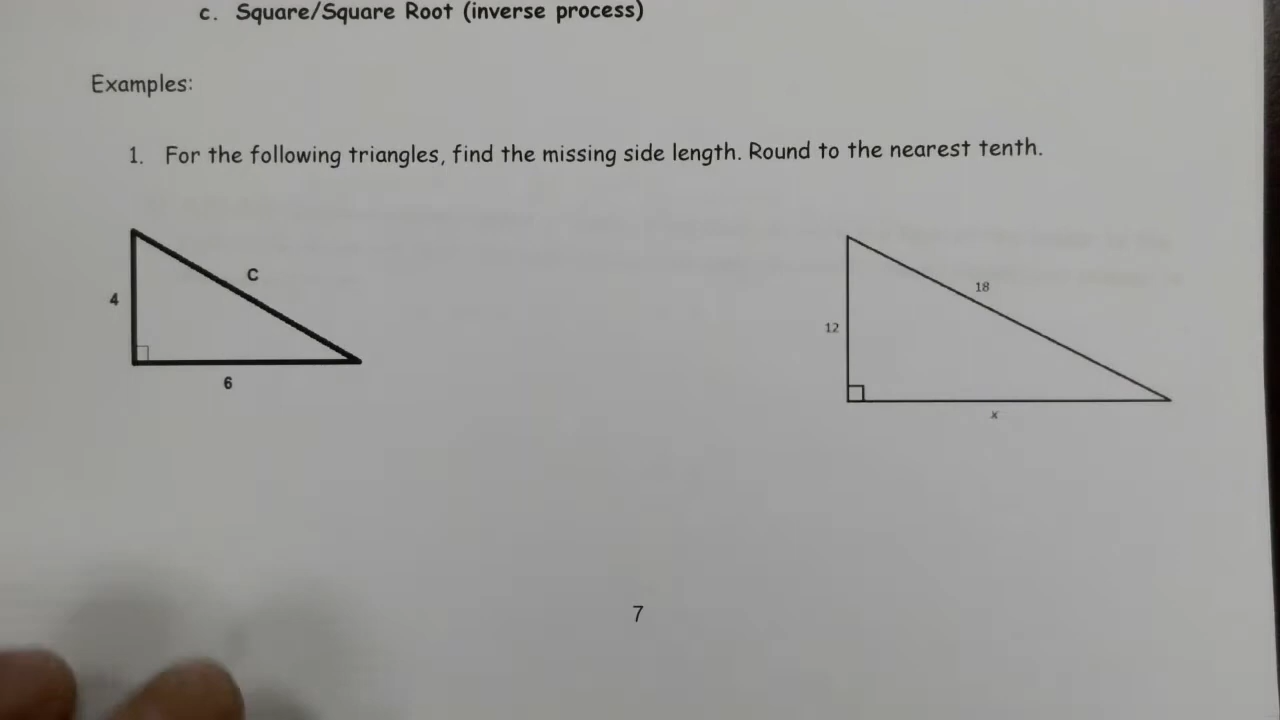 c. Square/Square Root (inverse process)
Examples:
1. For the following triangles, find the missing side length. Round to the nearest tenth.
C
4
6
18
12
x
7